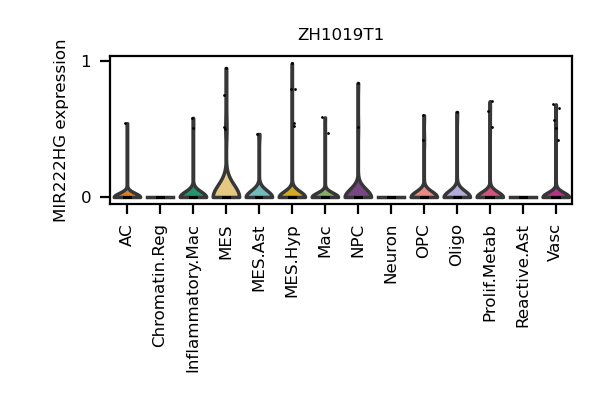 ZH1019T1
MIR222HG expression
1
0
AC
Chromatin.Reg
Inflammatory.Mac
MES
MES.Ast
MES.Hyp
Mac
NPC
Neuron
OPC
Oligo
Prolif.Metab
Reactive.Ast
Vasc